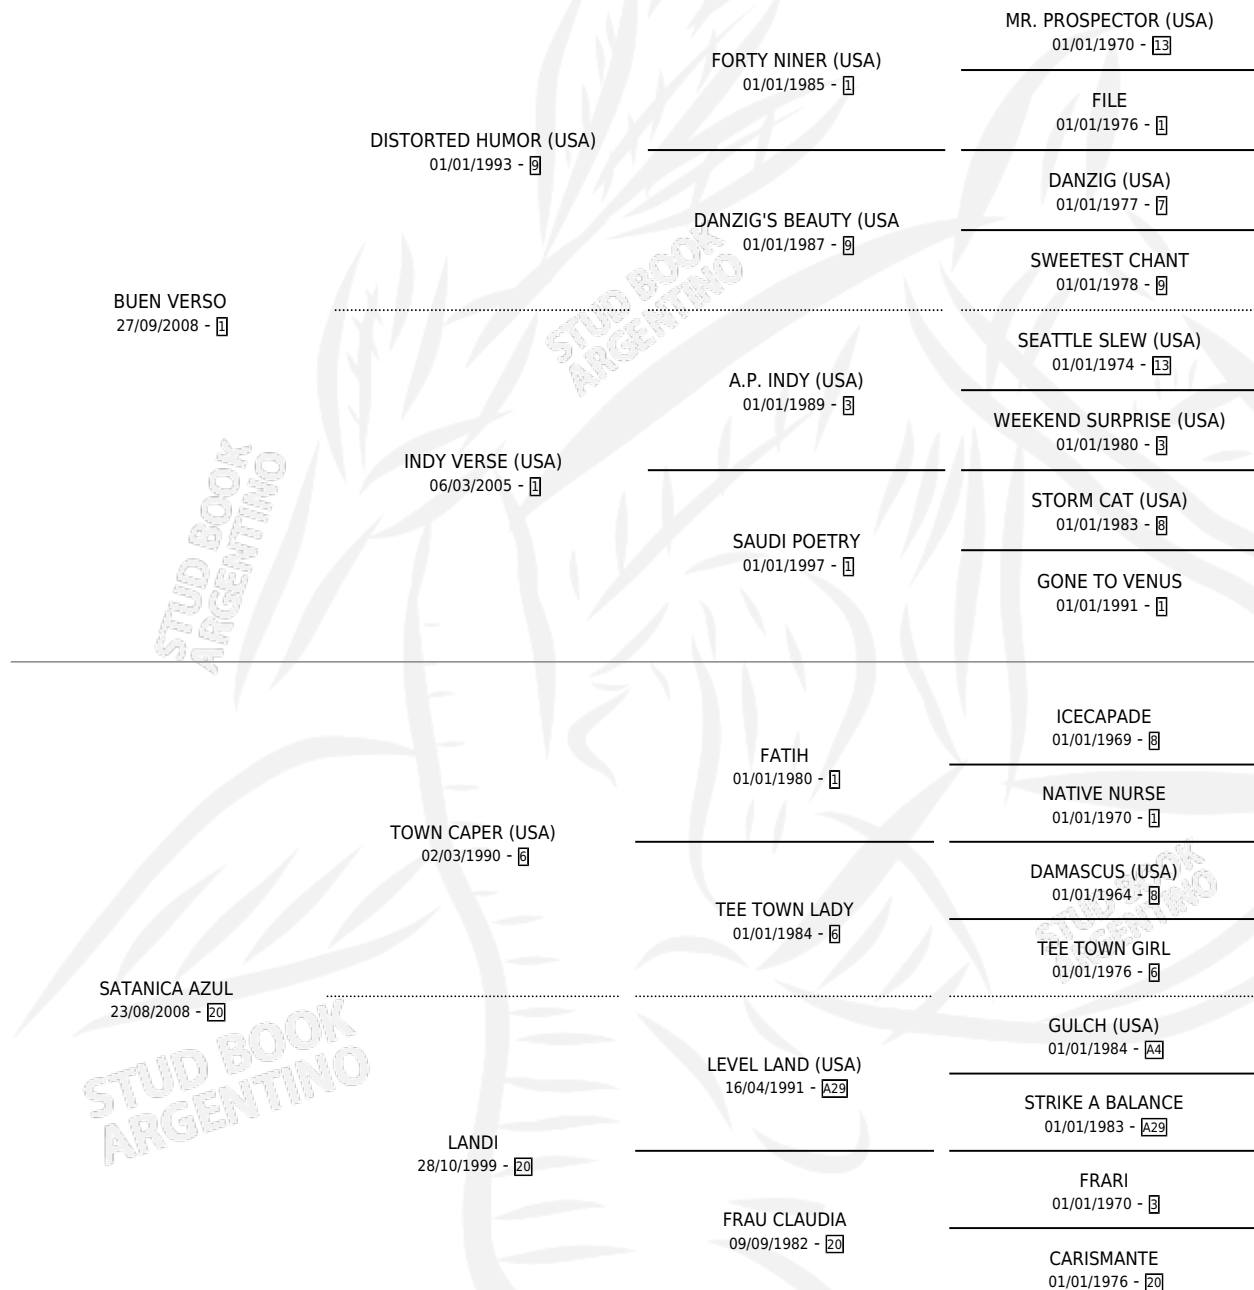 MR. PROSPECTOR (USA)
01/01/1970 - 13
FORTY NINER (USA)
01/01/1985 - 1
FILE
01/01/1976 - 1
DISTORTED HUMOR (USA)
01/01/1993 - 9
DANZIG (USA)
01/01/1977 - 7
DANZIG'S BEAUTY (USA
01/01/1987 - 9
SWEETEST CHANT
01/01/1978 - 9
BUEN VERSO
27/09/2008 - 1
SEATTLE SLEW (USA)
01/01/1974 - 13
A.P. INDY (USA)
01/01/1989 - 3
WEEKEND SURPRISE (USA)
01/01/1980 - 3
INDY VERSE (USA)
06/03/2005 - 1
STORM CAT (USA)
01/01/1983 - 8
SAUDI POETRY
01/01/1997 - 1
GONE TO VENUS
01/01/1991 - 1
STUD BOOK
ARGENTINO
STUD BOOK
ARGENTINO
ICECAPADE
01/01/1969 - 8
FATIH
01/01/1980 - 1
NATIVE NURSE
01/01/1970 - 1
TOWN CAPER (USA)
02/03/1990 - 6
DAMASCUS (USA)
01/01/1964 - 8
TEE TOWN LADY
01/01/1984 - 6
TEE TOWN GIRL
01/01/1976 - 6
STUD BOOK
ARGENTINO
SATANICA AZUL
23/08/2008 - 20
GULCH (USA)
01/01/1984 - A4
LEVEL LAND (USA)
16/04/1991 - A29
STRIKE A BALANCE
01/01/1983 - A29
LANDI
28/10/1999 - 20
FRARI
01/01/1970 - 3
FRAU CLAUDIA
09/09/1982 - 20
CARISMANTE
01/01/1976 - 20
STUD BOOK
ARGENTINO